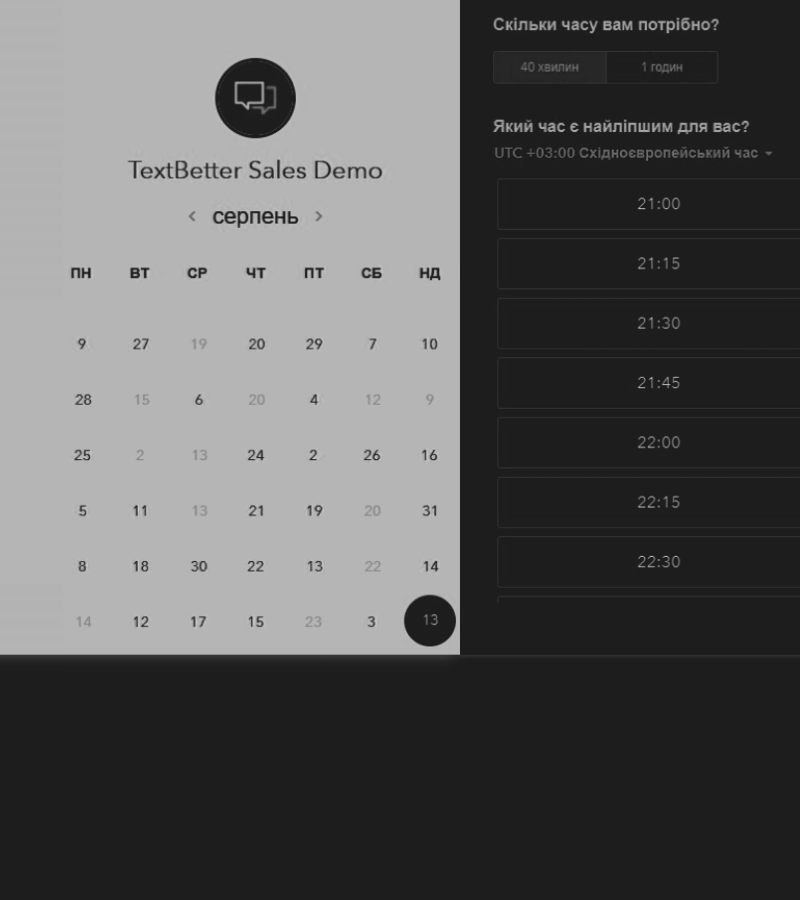 TextBetter Sales Demo
серпень
ПН ВТ СР ЧТ ПТ СБ НД
9 27 19 20 29 7 10
28 15 6 20 4 12 9
25 2 13 24 2 26 16
5 11 13 21 19 20 31
8 18 30 22 13 22 14
14 12 17 15 23 3 13
Скільки часу вам потрібно?
40 хвилин 1 годин
Який час є найліпшим для вас?
UTC +03:00 Східноєвропейський час
21:00
21:15
21:30
21:45
22:00
22:15
22:30